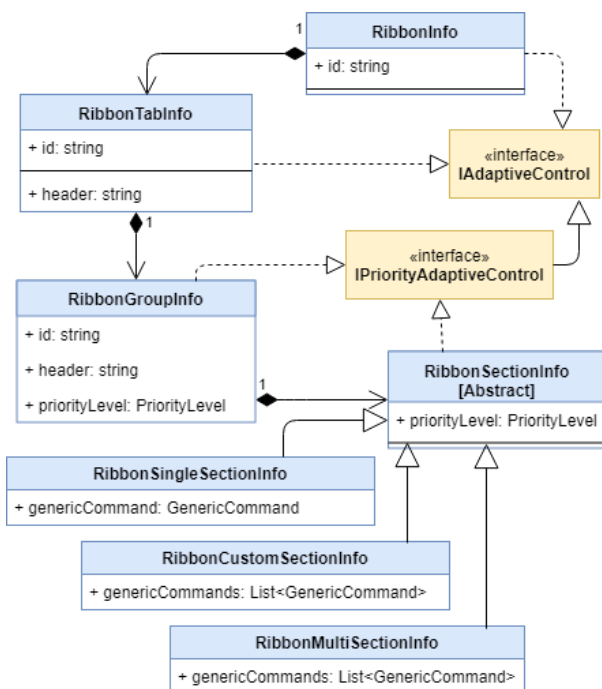 1
RibbonInfo
+ id: string
RibbonTabInfo
+ id: string
+ header: string
«interface»
IAdaptiveControl
1
«interface»
IPriorityAdaptiveControl
RibbonGroupInfo
+ id: string
+ header: string
+ priorityLevel: PriorityLevel
1
RibbonSectionInfo
[Abstract]
+ priorityLevel: PriorityLevel
RibbonSingleSectionInfo
+ genericCommand: GenericCommand
RibbonCustomSectionInfo
+ genericCommands: List<GenericCommand>
RibbonMultiSectionInfo
+ genericCommands: List<GenericCommand>